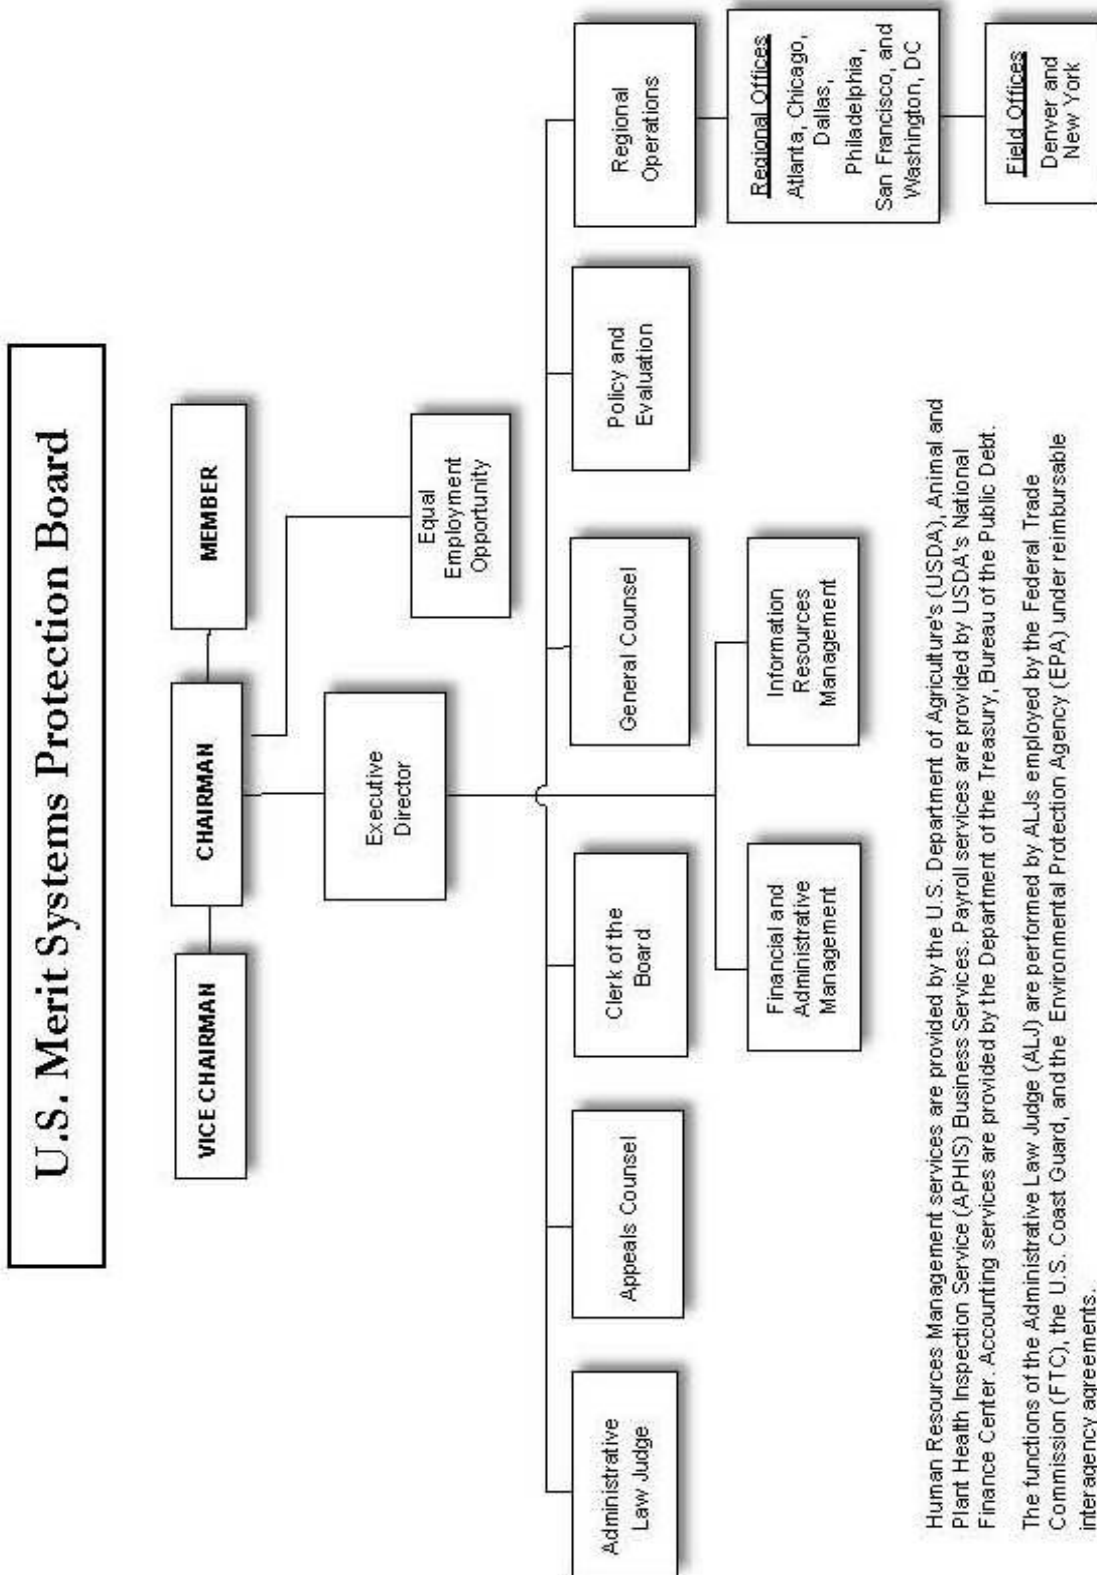 U.S. Merit Systems Protection Board
VICE CHAIRMAN
CHAIRMAN
MEMBER
Executive
Director
Equal
Employment
Opportunity
Administrative
Law Judge
Appeals Counsel
Clerk of the
Board
General Counsel
Policy and
Evaluation
Regional
Operations
Financial and
Administrative
Management
Information
Resources
Management
Regional Offices
Atlanta, Chicago,
Dallas,
Philadelphia,
San Francisco, and
Washington, DC
Field Offices
Denver and
New York
Human Resources Management services are provided by the U.S. Department of Agriculture's (USDA), Animal and
Plant Health Inspection Service (APHIS) Business Services. Payroll services are provided by USDA's National
Finance Center. Accounting services are provided by the Department of the Treasury, Bureau of the Public Debt.
The functions of the Administrative Law Judge (ALJ) are performed by ALJs employed by the Federal Trade
Commission (FTC), the U.S. Coast Guard, and the Environmental Protection Agency (EPA) under reimbursable
interagency agreements.